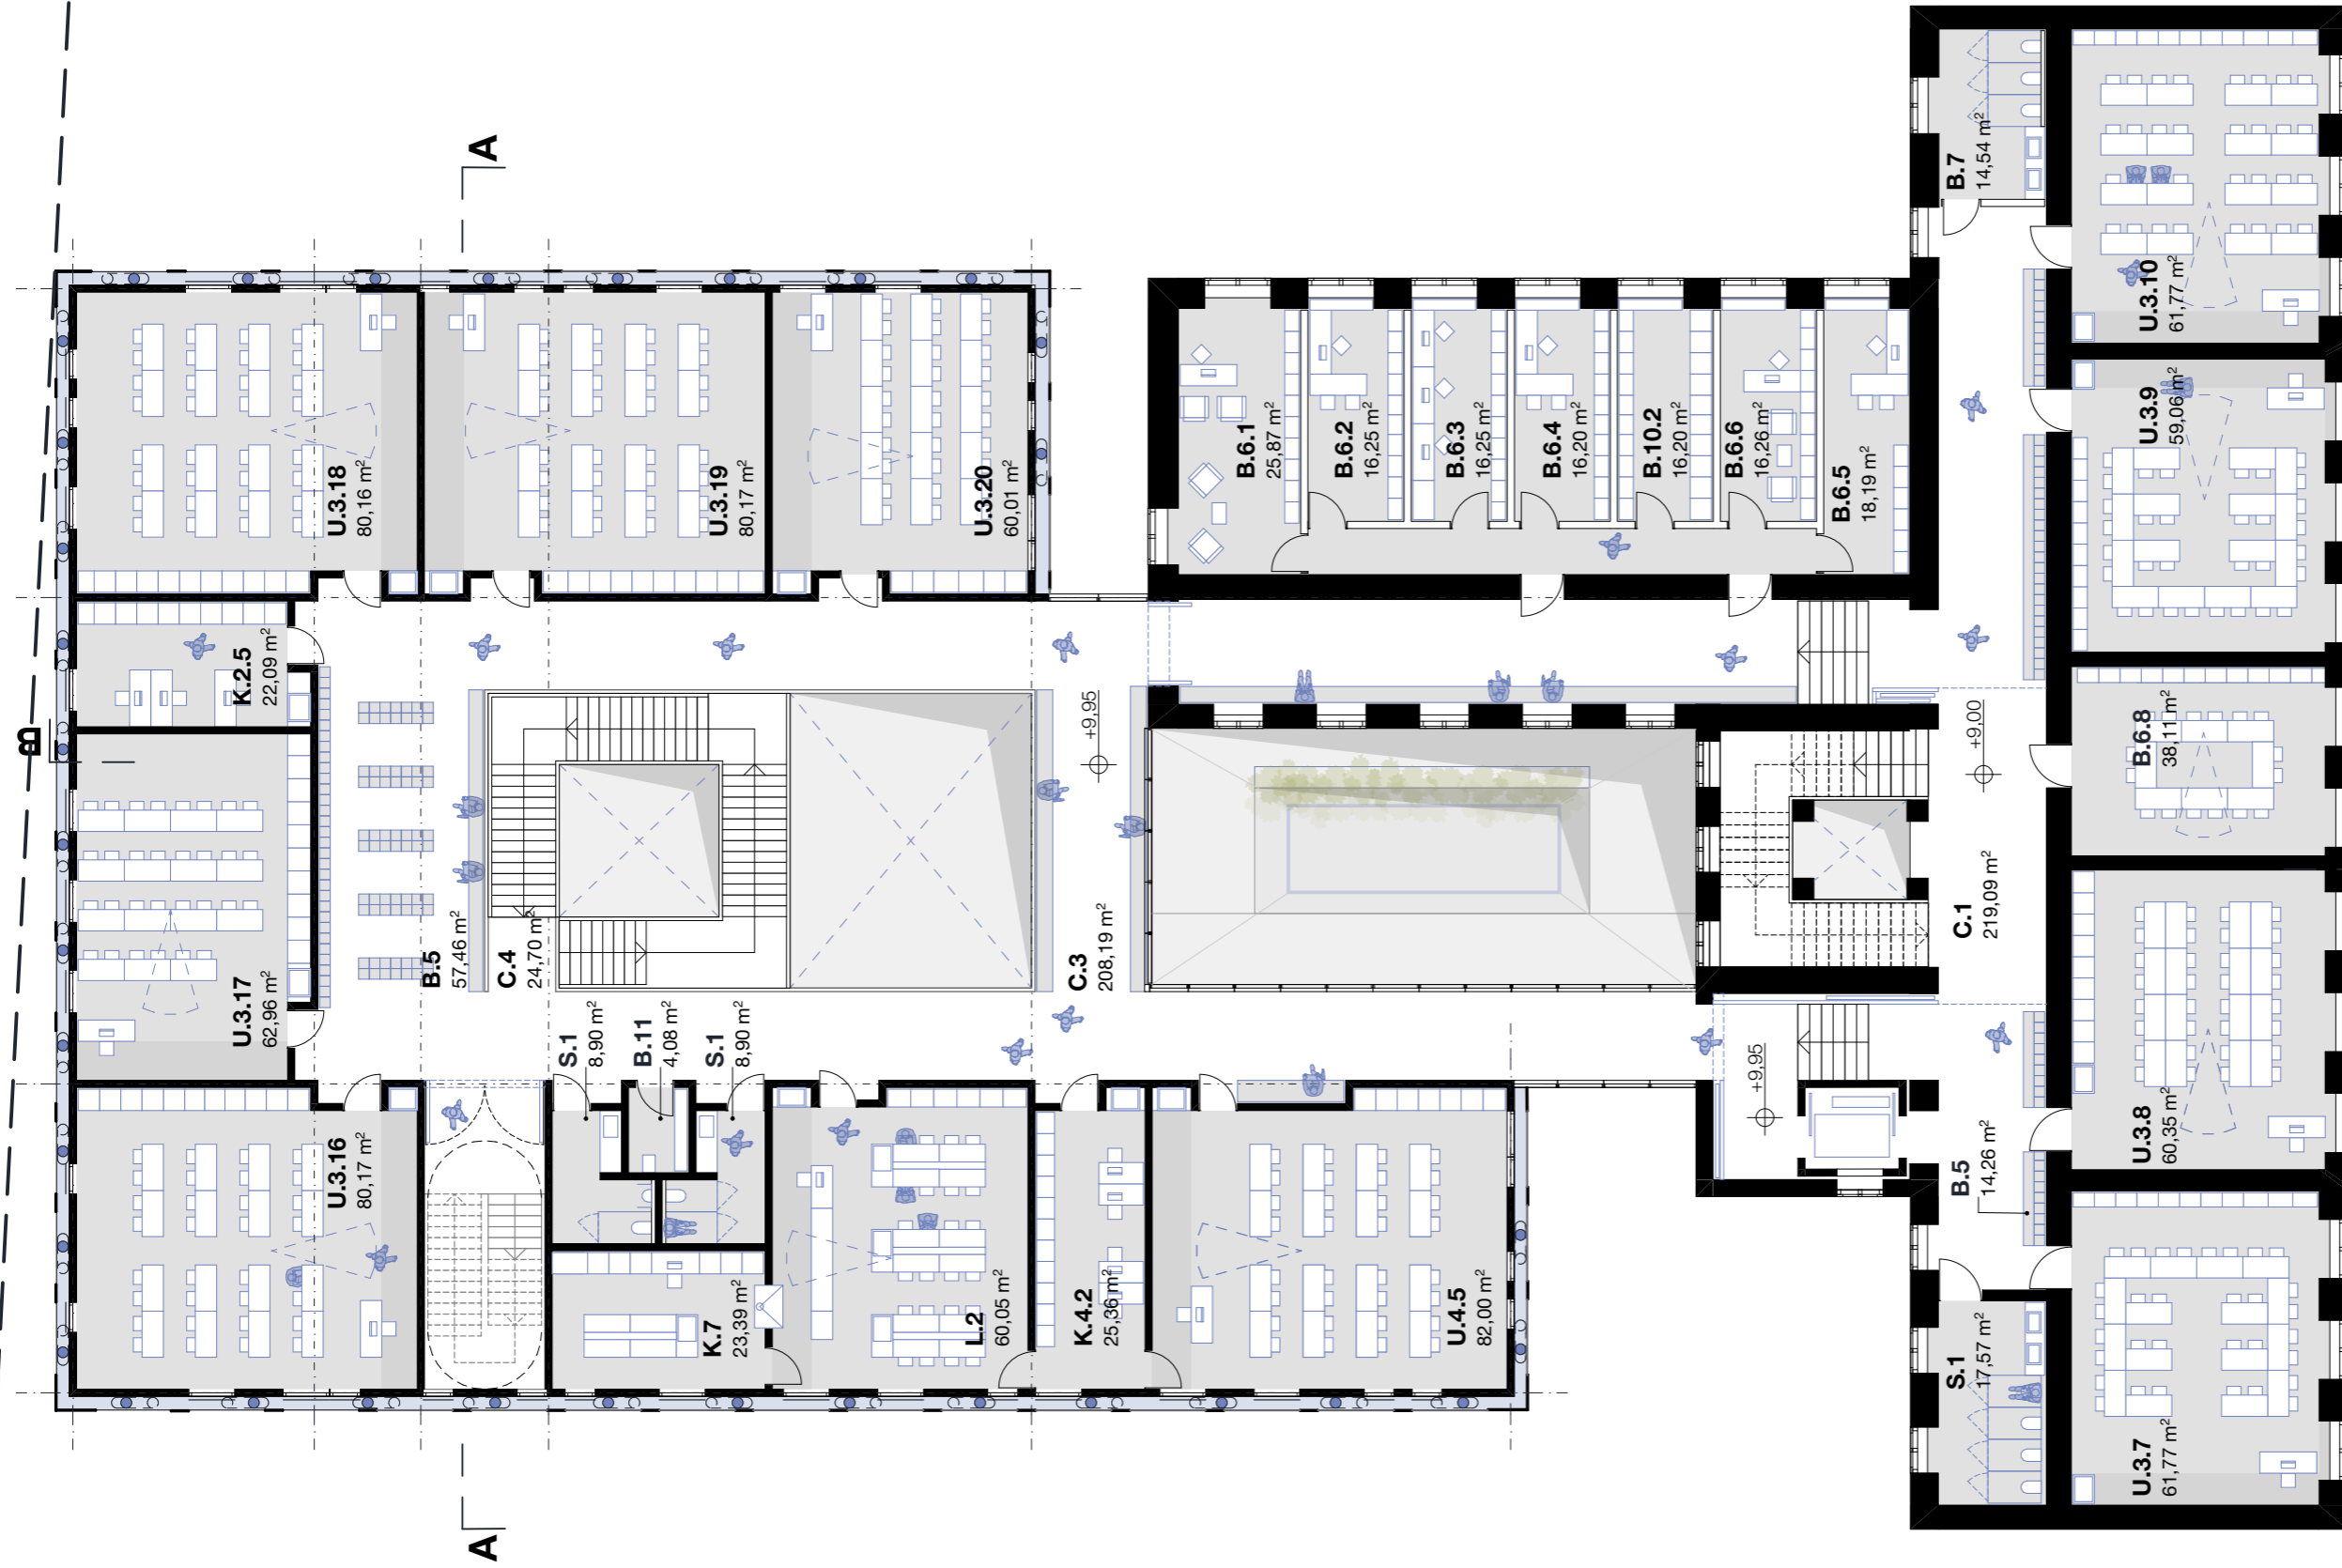 A
A
B
U.3.18
80,16 m²
U.3.19
80,17 m²
U.3.20
60,01 m²
K.2.5
22,09 m²
U.3.17
62,96 m²
B.5
57,46 m²
C.4
24,70 m²
C.3
208,19 m²
+9,95
U.3.16
80,17 m²
S.1
8,90 m²
B.11
4,08 m²
S.1
8,90 m²
K.7
23,39 m²
L.2
60,05 m²
K.4.2
25,36 m²
U.4.5
82,00 m²
B.6.1
25,87 m²
B.6.2
16,25 m²
B.6.3
16,25 m²
B.6.4
16,20 m²
B.10.2
16,20 m²
B.6.6
16,26 m²
B.6.5
18,19 m²
B.7
14,54 m²
U.3.10
61,77 m²
U.3.9
59,06 m²
B.6.8
38,11 m²
+9,00
C.1
219,09 m²
+9,95
B.5
14,26 m²
U.3.8
60,35 m²
S.1
17,57 m²
U.3.7
61,77 m²